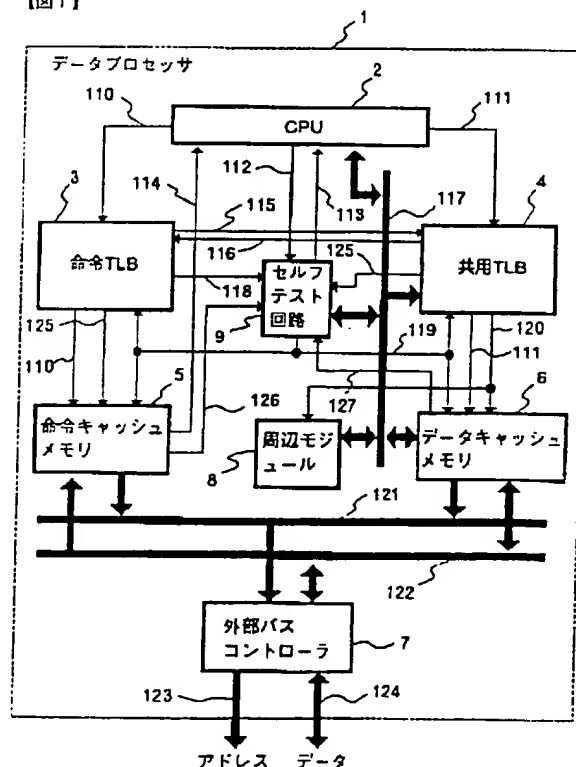 【図1】
1
データプロセッサ
2
110
CPU
111
112
114
113
3
4
115
117
116
125
命令TLB
共用TLB
118
セルフ
テスト
回路
125
9
119
120
110
111
5
126
127
6
命令キャッシュ
メモリ
周辺モジ
ュール
データキャッシュ
メモリ
8
121
122
外部バス
コントローラ
7
123
124
アドレス
データ